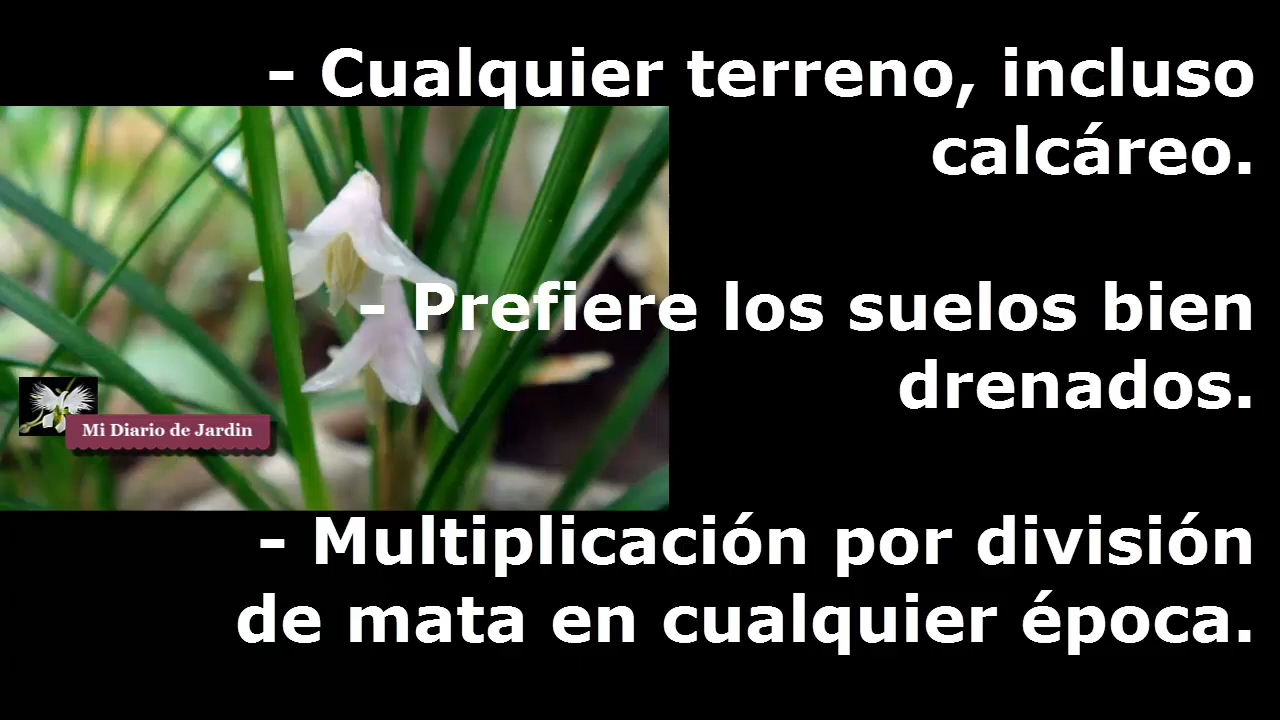 - Cualquier terreno, incluso
calcáreo.
- Prefiere los suelos bien
drenados.
Mi Diario de Jardin
- Multiplicación por división
de mata en cualquier época.